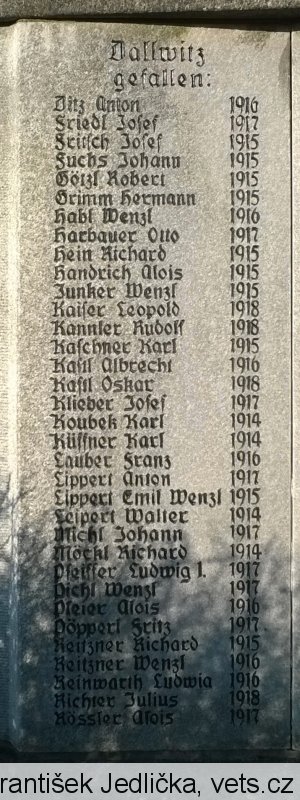 Dallwitz
gefallen:
Ditz Anton 1916
Friedl Josef 1917
Fritsch Josef 1915
Fuchs Johann 1915
Götzl Robert 1915
Grimm Hermann 1915
Habl Wenzl 1916
Harbauer Otto 1917
Hein Richard 1915
Handrich Alois 1915
Junker Wenzl 1915
Kaiser Leopold 1918
Kannler Rudolf 1918
Kaschner Karl 1915
Kastl Albrecht 1916
Kastl Oskar 1918
Klieber Josef 1917
Koubek Karl 1914
Küffner Karl 1914
Lauber Franz 1916
Lippert Anton 1917
Lippert Emil Wenzl 1915
Leipert Walter 1914
Michl Johann 1917
Möckl Richard 1914
Pfeiffer Ludwig I. 1917
Pichl Wenzl 1917
Pleier Alois 1916
Pöpperl Fritz 1917
Reitzner Richard 1915
Reitzner Wenzl 1916
Reinwarth Ludwig 1916
Richter Julius 1918
Rössler Alois 1917
rantišek Jedlička, vets.cz